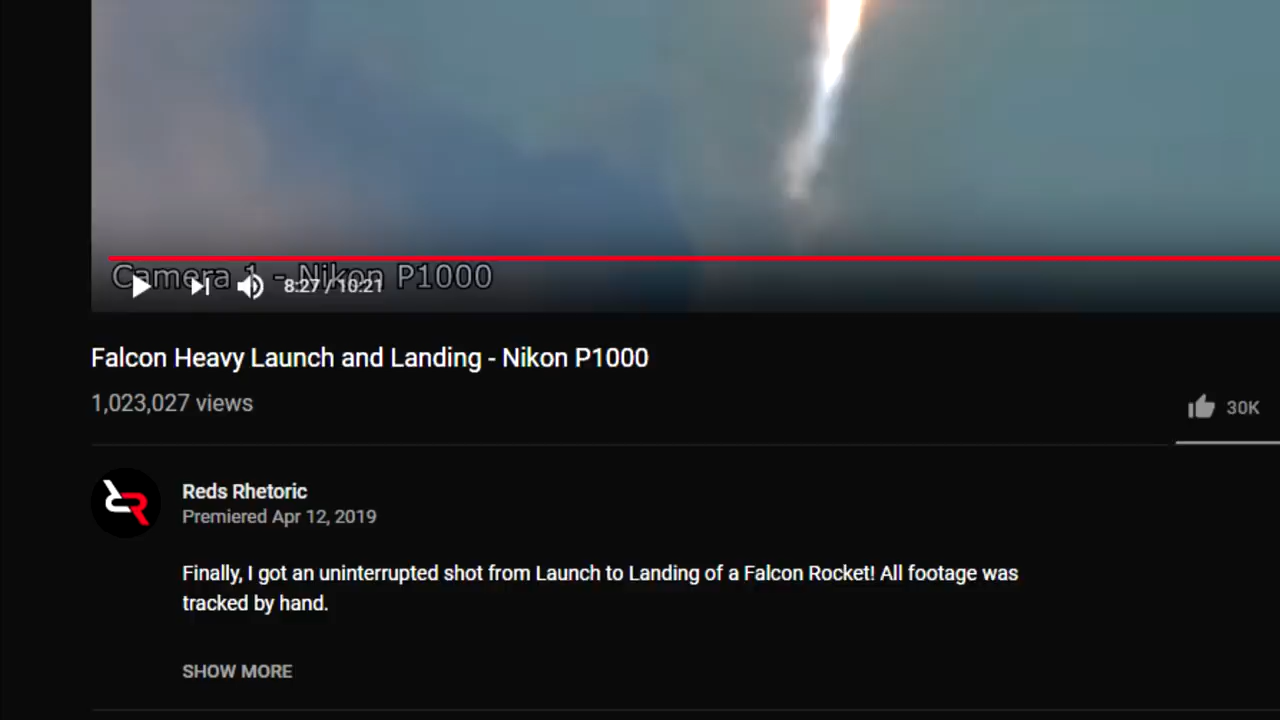 Camera 1 - Nikon P1000
8:27 / 10:21
Falcon Heavy Launch and Landing - Nikon P1000
1,023,027 views
30K
Reds Rhetoric
Premiered Apr 12, 2019
Finally, I got an uninterrupted shot from Launch to Landing of a Falcon Rocket! All footage was
tracked by hand.
SHOW MORE